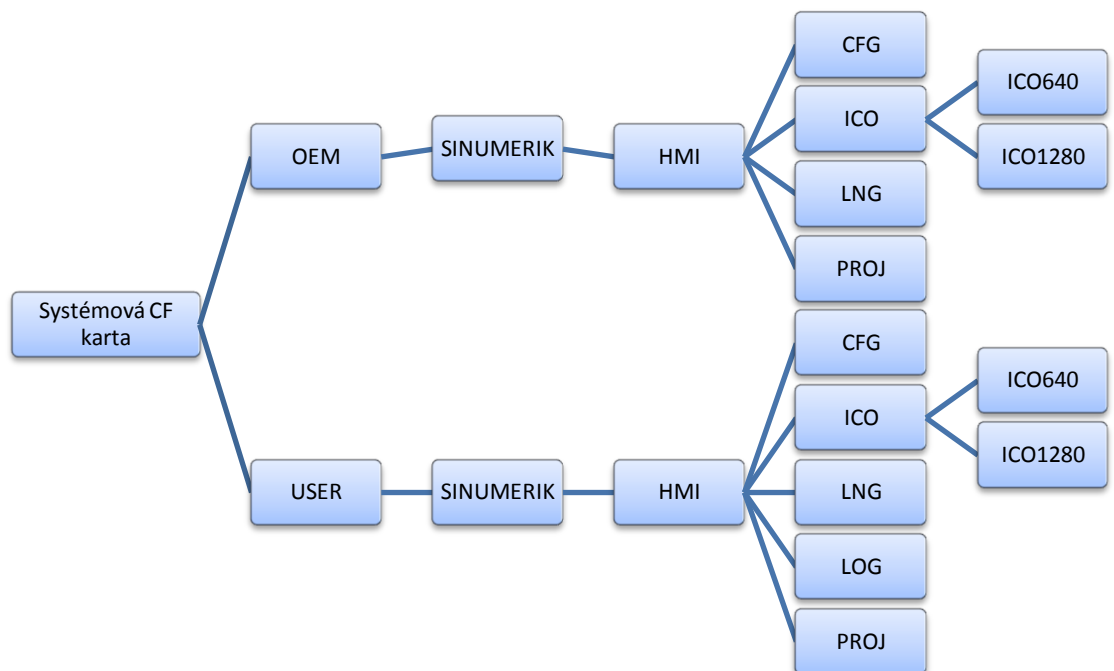 Systémová CF
karta
OEM
SINUMERIK
HMI
CFG
ICO
ICO640
ICO1280
LNG
PROJ
USER
SINUMERIK
HMI
CFG
ICO
ICO640
ICO1280
LNG
LOG
PROJ